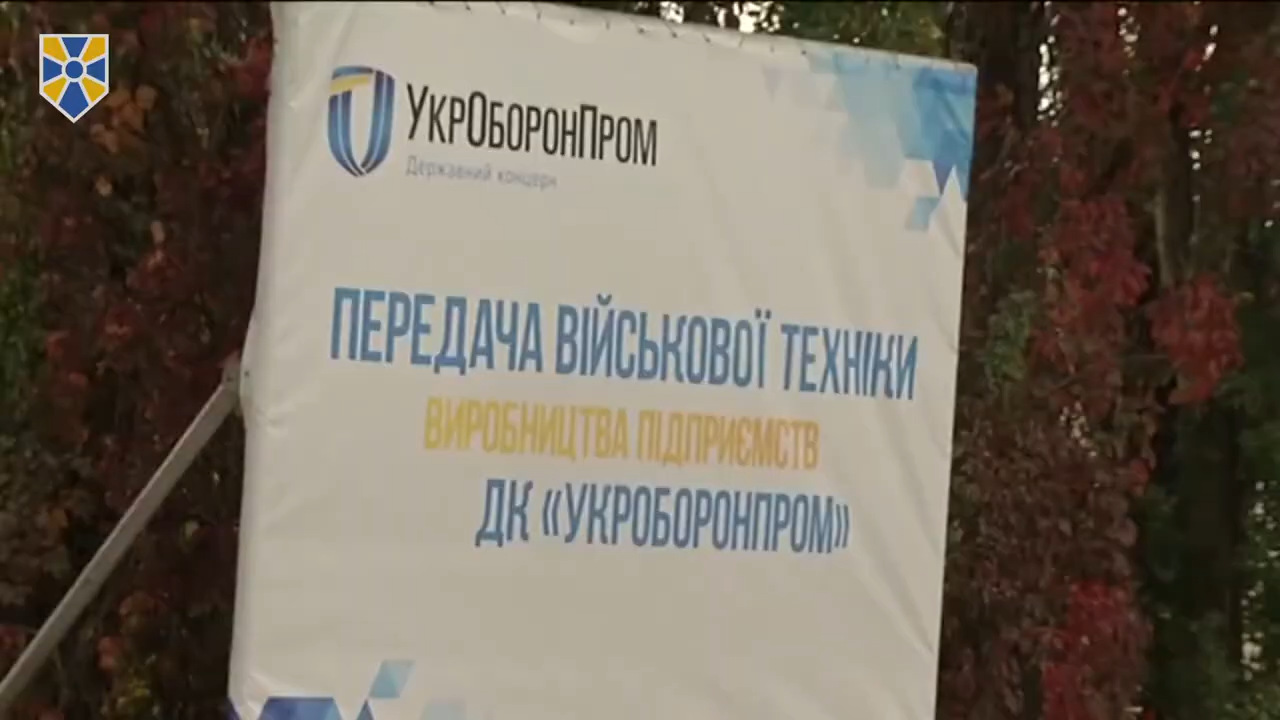 УкрОборонПром
Державний концерн
ПЕРЕДАЧА ВІЙСЬКОВОЇ ТЕХНІКИ
ВИРОБНИЦТВА ПІДПРИЄМСТВ
ДК «УКРОБОРОНПРОМ»